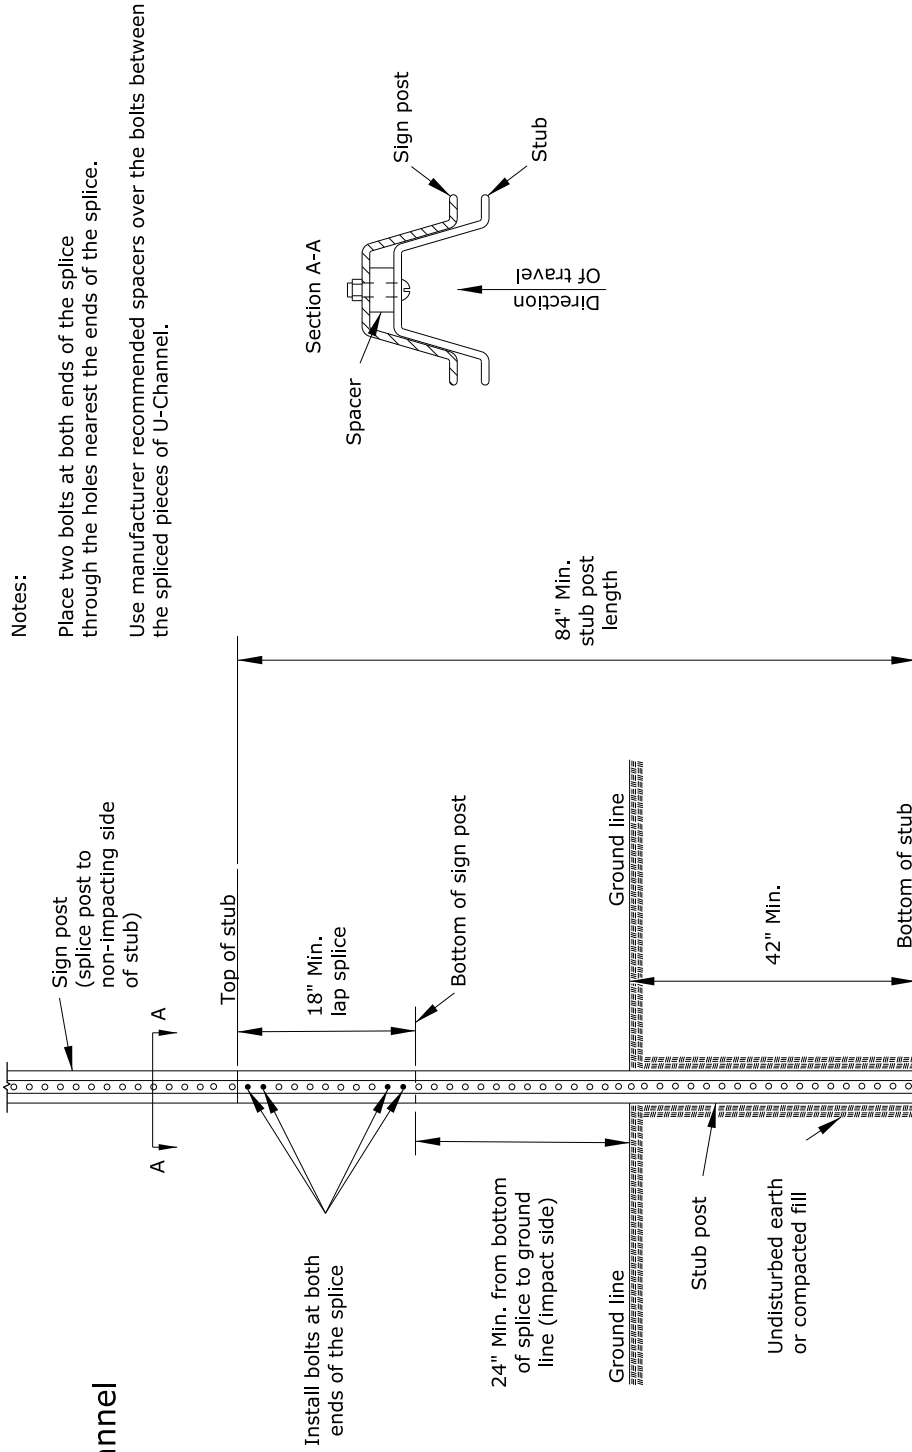 Notes:
Place two bolts at both ends of the splice
through the holes nearest the ends of the splice.
Use manufacturer recommended spacers over the bolts between
the spliced pieces of U-Channel.
Sign post
(splice post to
non-impacting side
of stub)
A
A
Top of stub
18" Min.
lap splice
Bottom of sign post
Install bolts at both
ends of the splice
24" Min. from bottom
of splice to ground
line (impact side)
Ground line
Ground line
84" Min.
stub post
length
42" Min.
Stub post
Undisturbed earth
or compacted fill
Bottom of stub
Section A-A
Sign post
Stub
Spacer
Direction
Of travel
nnel